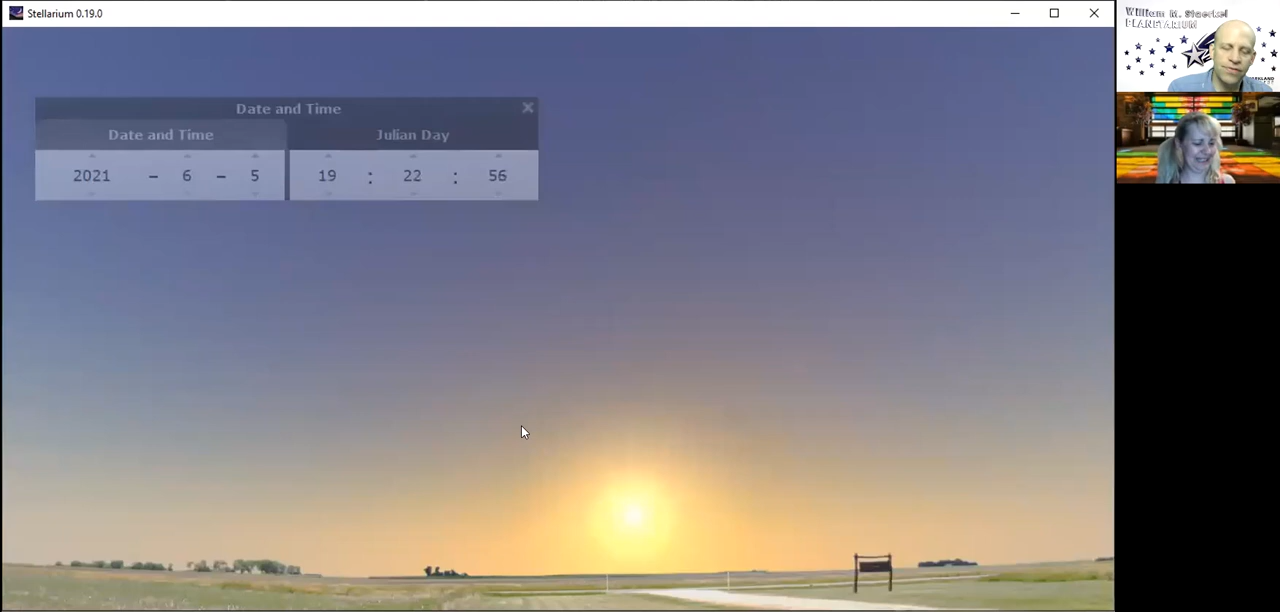 Stellarium 0.19.0
William M. Staerkel
PLANETARIUM
Date and Time
Date and Time
Julian Day
2021 - 6 - 5
19 : 22 : 56